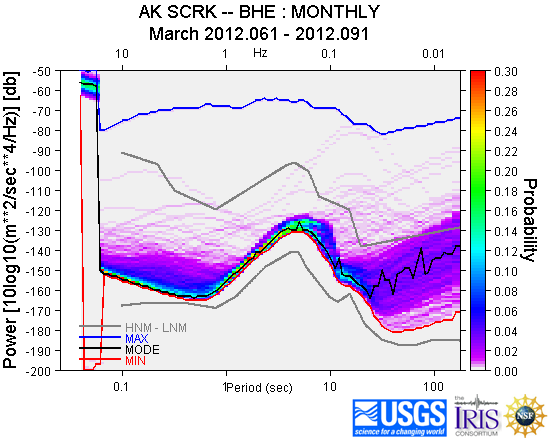 AK SCRK -- BHE : MONTHLY
March 2012.061 - 2012.091
10 1 Hz 0.1 0.01
Power [10log10(m**2/sec**4/Hz)] [db]
-50
-60
-70
-80
-90
-100
-110
-120
-130
-140
-150
-160
-170
-180
-190
-200
HNM - LNM
MAX
MODE
MIN
0.1 1 Period (sec) 10 100
0.30
0.28
0.26
0.24
0.22
0.20
0.18
0.16
0.14
0.12
0.10
0.08
0.06
0.04
0.02
0.00
Probability
USGS
science for a changing world
the
IRIS
CONSORTIUM
NSF